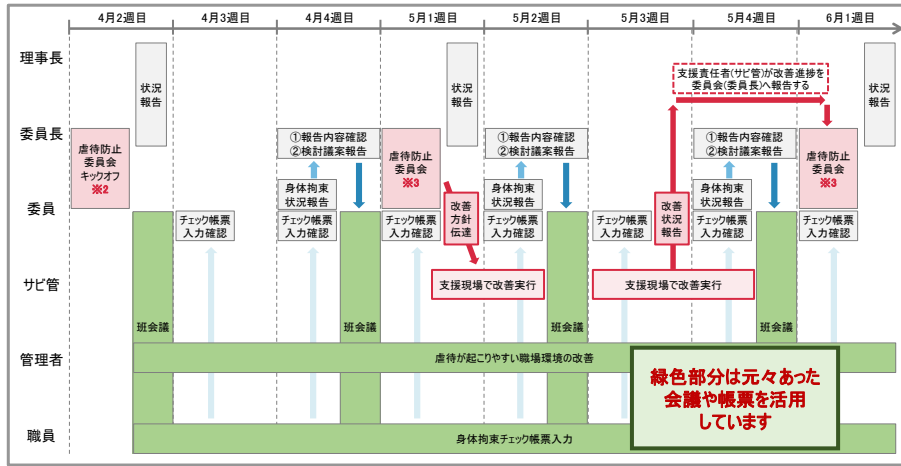 4月2週目
4月3週目
4月4週目
5月1週目
5月2週目
5月3週目
5月4週目
6月1週目
理事長
委員長
委員
サビ管
管理者
職員
状況
報告
状況
報告
支援責任者(サビ管)が改善進捗を
委員会(委員長)へ報告する
状況
報告
虐待防止
委員会
キックオフ
※2
①報告内容確認
②検討議案報告
虐待防止
委員会
※3
①報告内容確認
②検討議案報告
①報告内容確認
②検討議案報告
虐待防止
委員会
※3
身体拘束
状況報告
身体拘束
状況報告
身体拘束
状況報告
改善
方針
伝達
改善
状況
報告
チェック帳票
入力確認
チェック帳票
入力確認
チェック帳票
入力確認
チェック帳票
入力確認
チェック帳票
入力確認
チェック帳票
入力確認
チェック帳票
入力確認
支援現場で改善実行
支援現場で改善実行
班会議
班会議
班会議
班会議
虐待が起こりやすい職場環境の改善
緑色部分は元々あった
会議や帳票を活用
しています
身体拘束チェック帳票入力